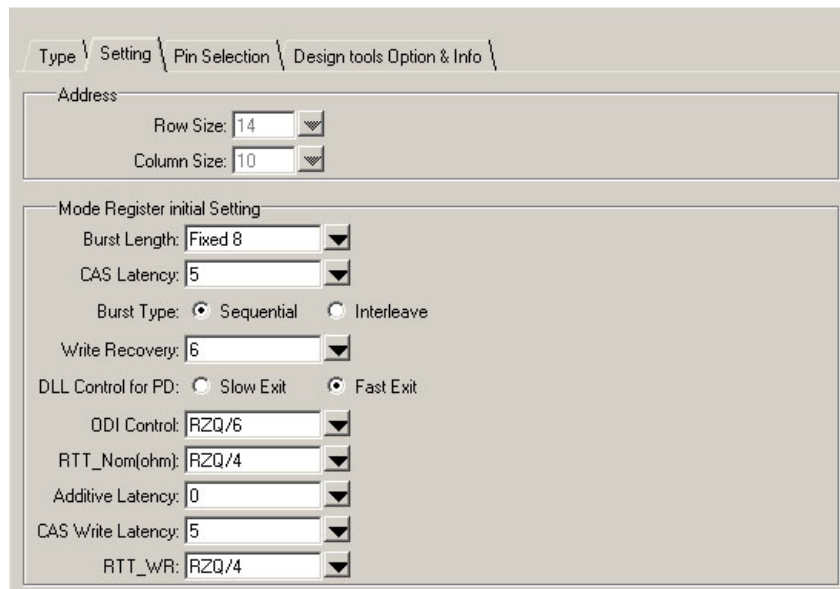 Type Setting Pin Selection Design tools Option & Info
Address
Row Size: 14
Column Size: 10
Mode Register initial Setting
Burst Length: Fixed 8
CAS Latency: 5
Burst Type: Sequential Interleave
Write Recovery: 6
DLL Control for PD: Slow Exit Fast Exit
ODI Control: RZQ/6
RTT_Nom(ohm): RZQ/4
Additive Latency: 0
CAS Write Latency: 5
RTT_WR: RZQ/4